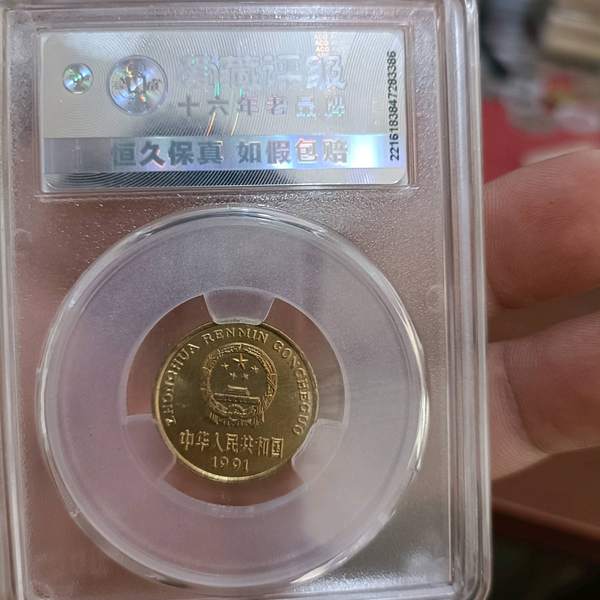 十六年老品牌
恒久保真 如假包赔
2216183847283386
ZHONGHUA RENMIN GONGHEGUO
中华人民共和国
1991